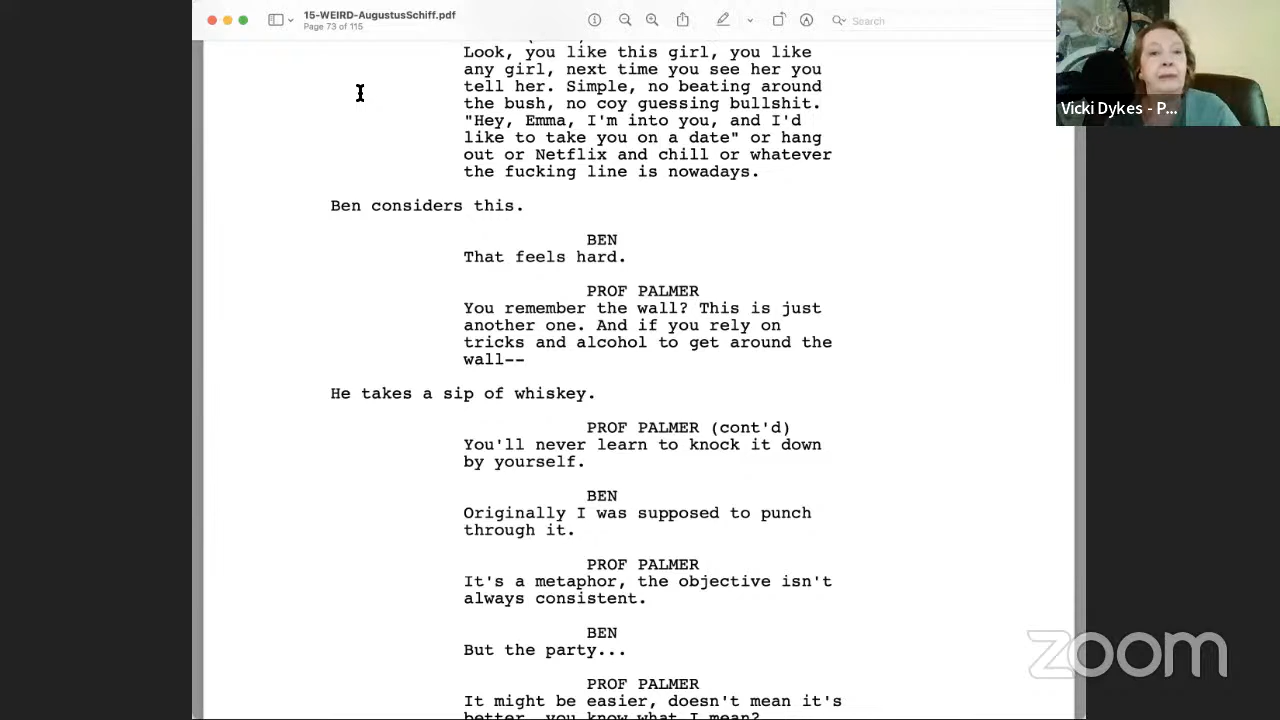 15-WEIRD-AugustusSchiff.pdf
Page 73 of 115
Search
Look, you like this girl, you like
any girl, next time you see her you
tell her. Simple, no beating around
the bush, no coy guessing bullshit.
"Hey, Emma, I'm into you, and I'd
like to take you on a date" or hang
out or Netflix and chill or whatever
the fucking line is nowadays.
Ben considers this.
BEN
That feels hard.
PROF PALMER
You remember the wall? This is just
another one. And if you rely on
tricks and alcohol to get around the
wall--
He takes a sip of whiskey.
PROF PALMER (cont'd)
You'll never learn to knock it down
by yourself.
BEN
Originally I was supposed to punch
through it.
PROF PALMER
It's a metaphor, the objective isn't
always consistent.
BEN
But the party...
PROF PALMER
It might be easier, doesn't mean it's
better, you know what I mean?
Vicki Dykes - P...
zoom